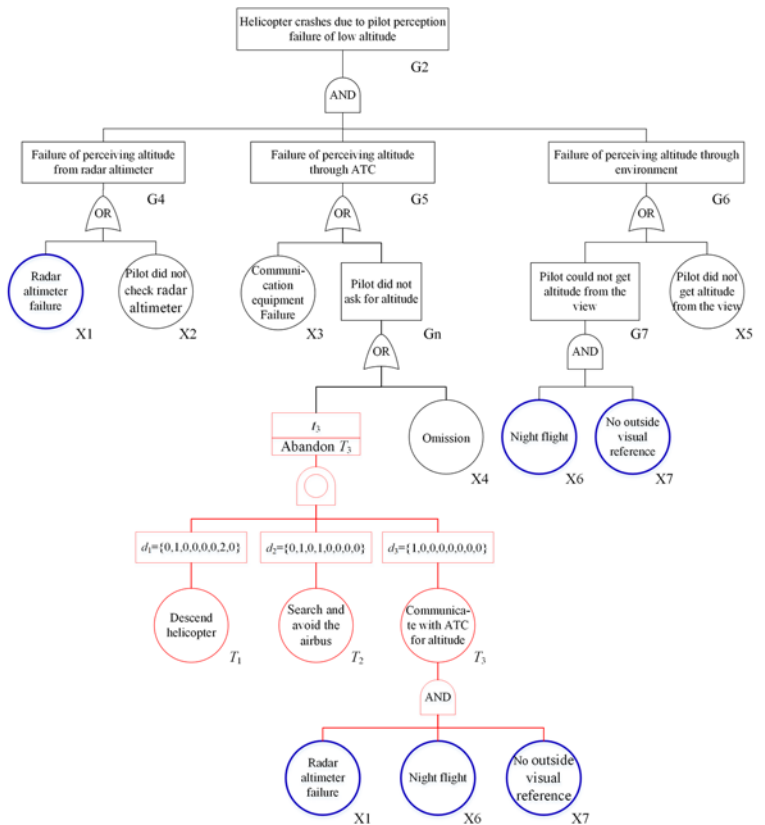 Helicopter crashes due to pilot perception
failure of low altitude
G2
AND
Failure of perceiving altitude
from radar altimeter
G4
Failure of perceiving altitude
through ATC
G5
Failure of perceiving altitude through
environment
G6
OR
OR
OR
Radar
altimeter
failure
X1
Pilot did not
check radar
altimeter
X2
Communi-
cation
equipment
Failure
X3
Pilot did not
ask for altitude
Gn
Pilot could not get
altitude from the
view
G7
Pilot did not
get altitude
from the view
X5
OR
AND
t3
Abandon T3
Omission
X4
Night flight
X6
No outside
visual
reference
X7
d1={0,1,0,0,0,0,2,0}
d2={0,1,0,1,0,0,0,0}
d3={1,0,0,0,0,0,0,0}
Descend
helicopter
T1
Search and
avoid the
airbus
T2
Communica-
te with ATC
for altitude
T3
AND
Radar
altimeter
failure
X1
Night flight
X6
No outside
visual
reference
X7